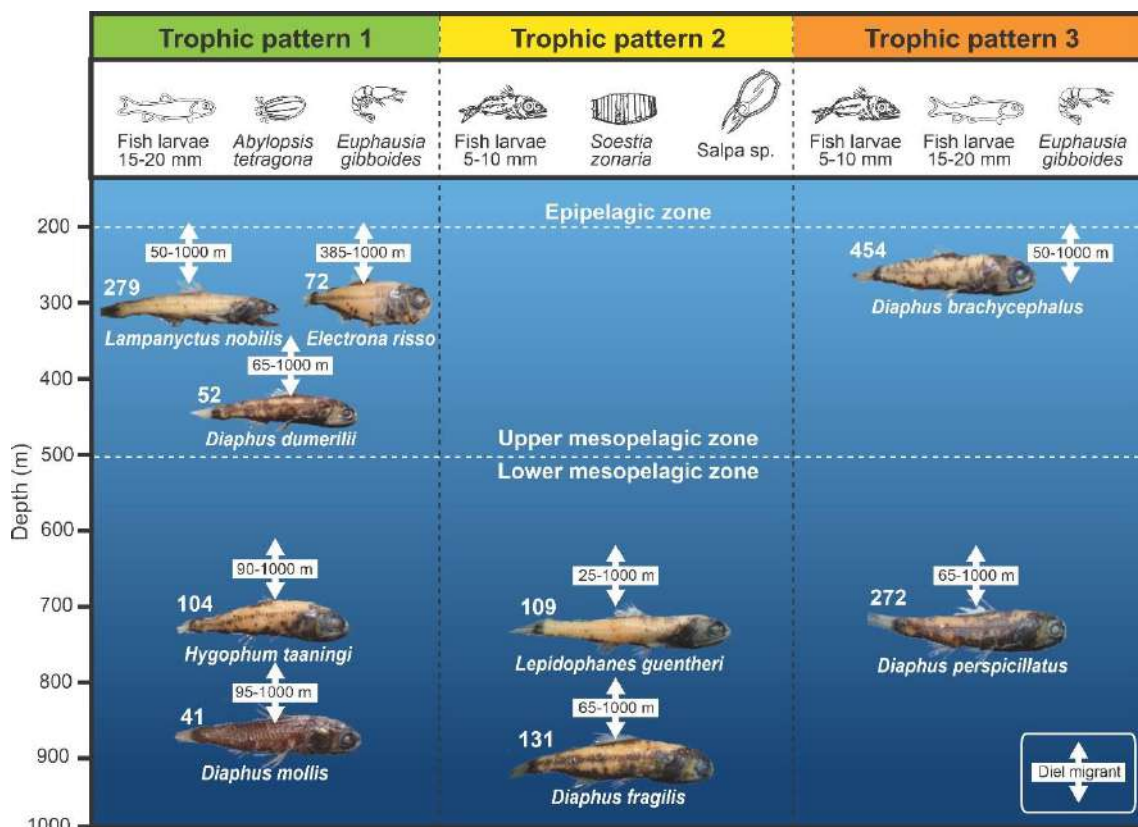 Trophic pattern 1
Trophic pattern 2
Trophic pattern 3
Fish larvae
15-20 mm
Abylopsis
tetragona
Euphausia
gibboides
Fish larvae
5-10 mm
Soestia
zonaria
Salpa sp.
Fish larvae
5-10 mm
Fish larvae
15-20 mm
Euphausia
gibboides
Depth (m)
200
300
400
500
600
700
800
900
1000
Epipelagic zone
Upper mesopelagic zone
Lower mesopelagic zone
50-1000 m
279
Lampanyctus nobilis
385-1000 m
72
Electrona risso
65-1000 m
52
Diaphus dumerilii
90-1000 m
104
Hygophum taaningi
95-1000 m
41
Diaphus mollis
25-1000 m
109
Lepidophanes guentheri
65-1000 m
131
Diaphus fragilis
454
50-1000 m
Diaphus brachycephalus
65-1000 m
272
Diaphus perspicillatus
Diel migrant